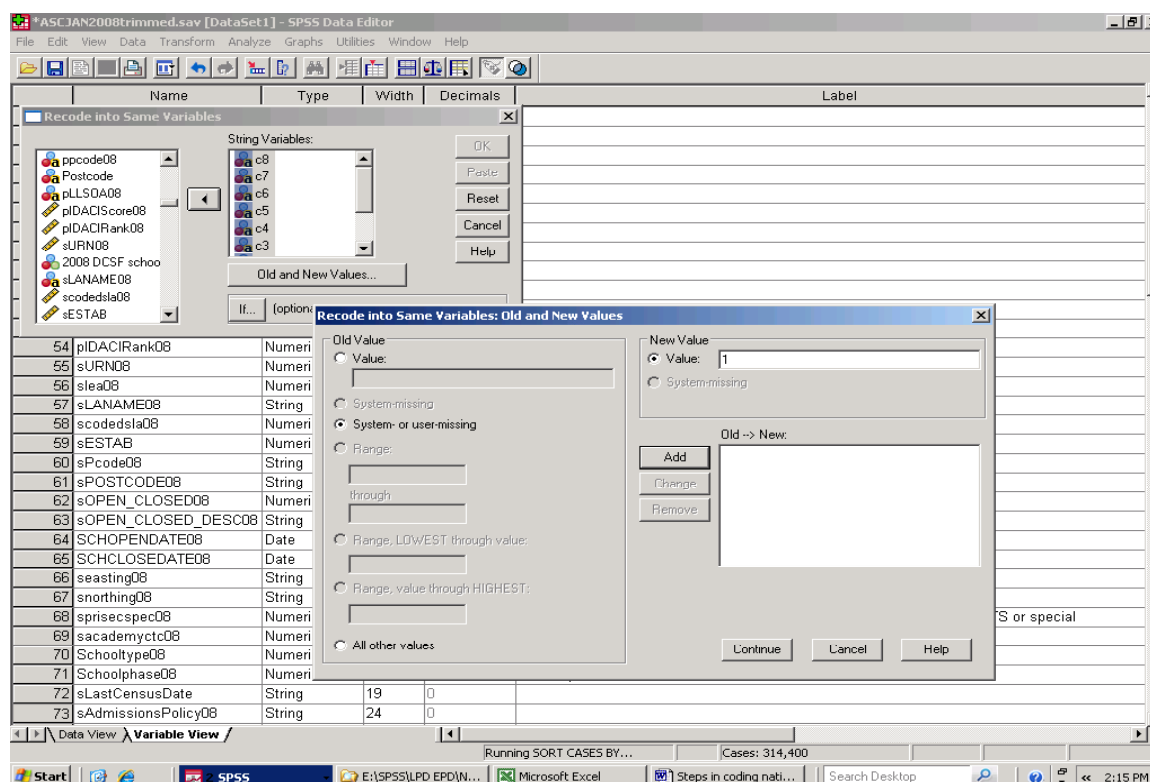 *ASCJAN2008trimmed.sav [DataSet1] - SPSS Data Editor
File Edit View Data Transform Analyze Graphs Utilities Window Help
Name Type Width Decimals Label
Recode into Same Variables
String Variables:
ppcode08
Postcode
pLLSOA08
pIDACIScore08
pIDACIRank08
sURN08
2008 DCSF schoo
sLANAME08
scodedsla08
sESTAB
c8
c7
c6
c5
c4
c3
OK
Paste
Reset
Cancel
Help
Old and New Values...
If... (option
Recode into Same Variables: Old and New Values
Old Value
Value:
System-missing
System- or user-missing
Range:
through
Range, LOWEST through value:
Range, value through HIGHEST:
All other values
New Value
Value: 1
System-missing
Old --> New:
Add
Change
Remove
Continue Cancel Help
54 pIDACIRank08 Numeri
55 sURN08 Numeri
56 slea08 Numeri
57 sLANAME08 String
58 scodedsla08 Numeri
59 sESTAB Numeri
60 sPcode08 String
61 sPOSTCODE08 String
62 sOPEN_CLOSED08 Numeri
63 sOPEN_CLOSED_DESC08 String
64 SCHOPENDATE08 Date
65 SCHCLOSEDATE08 Date
66 seasting08 String
67 snorthing08 String
68 sprisecspec08 Numeri TS or special
69 sacademyctc08 Numeri
70 Schooltype08 Numeri
71 Schoolphase08 Numeri
72 sLastCensusDate String 19 0
73 sAdmissionsPolicy08 String 24 0
Data View Variable View
Running SORT CASES BY... Cases: 314,400
Start 2 SPSS E:\SPSS\LPD EPD\N... Microsoft Excel Steps in coding nati... Search Desktop « 2:15 PM